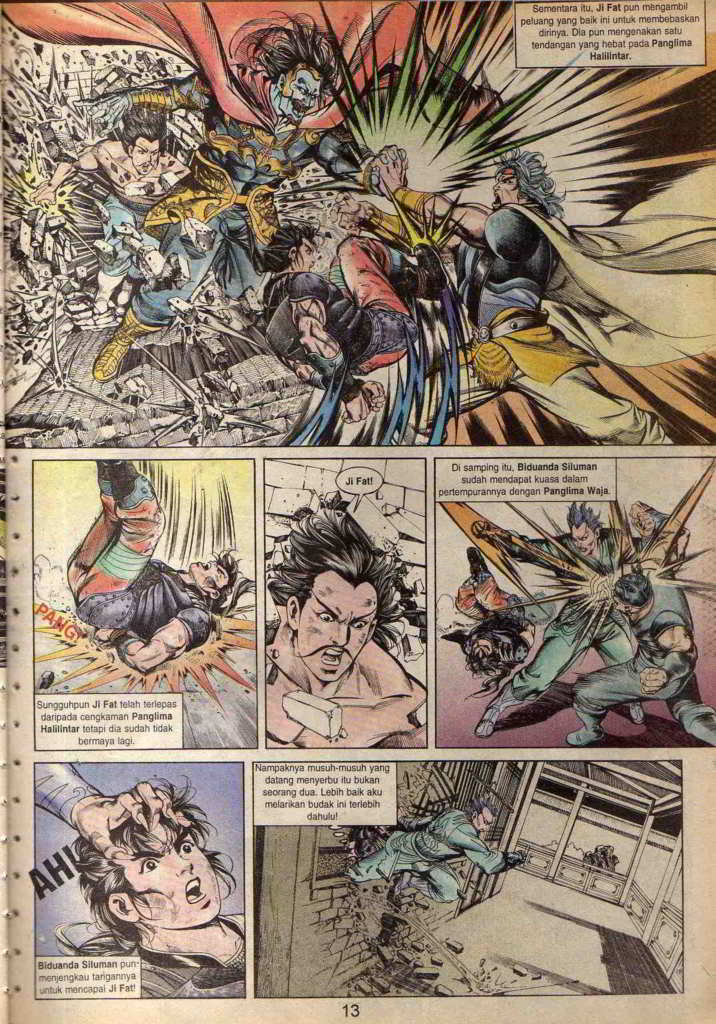 Sementara itu, Ji Fat pun mengambil
peluang yang baik ini untuk membebaskan
dirinya. Dia pun mengenakan satu
tendangan yang hebat pada Panglima
Halilintar.
PANG!
Sungguhpun Ji Fat telah terlepas
daripada cengkaman Panglima
Halilintar tetapi dia sudah tidak
bermaya lagi.
Ji Fat!
Di samping itu, Biduanda Siluman
sudah mendapat kuasa dalam
pertempurannya dengan Panglima Waja.
AH!
Biduanda Siluman pun
menjengkau tangannya
untuk mencapai Ji Fat!
Nampaknya musuh-musuh yang
datang menyerbu itu bukan
seorang dua. Lebih baik aku
melarikan budak ini terlebih
dahulu!
13